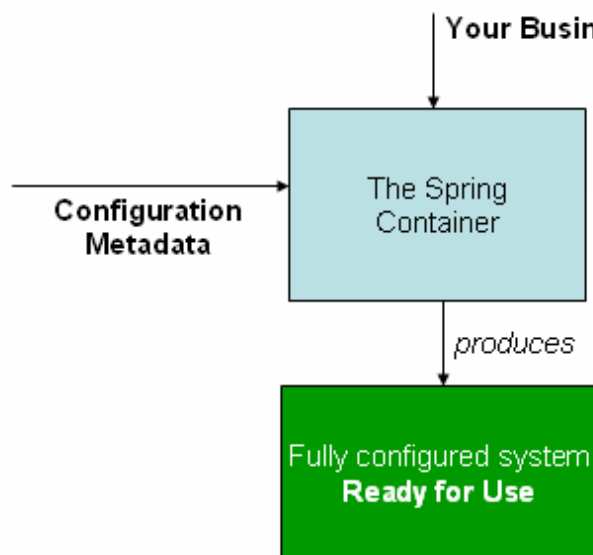 Your Busin
The Spring
Container
Configuration
Metadata
produces
Fully configured system
Ready for Use